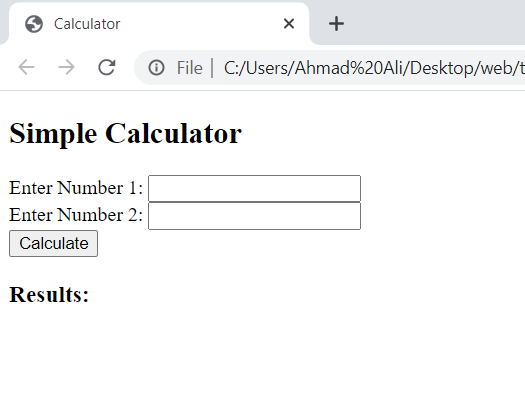 Calculator
File C:/Users/Ahmad%20Ali/Desktop/web/t
Simple Calculator
Enter Number 1:
Enter Number 2:
Calculate
Results: